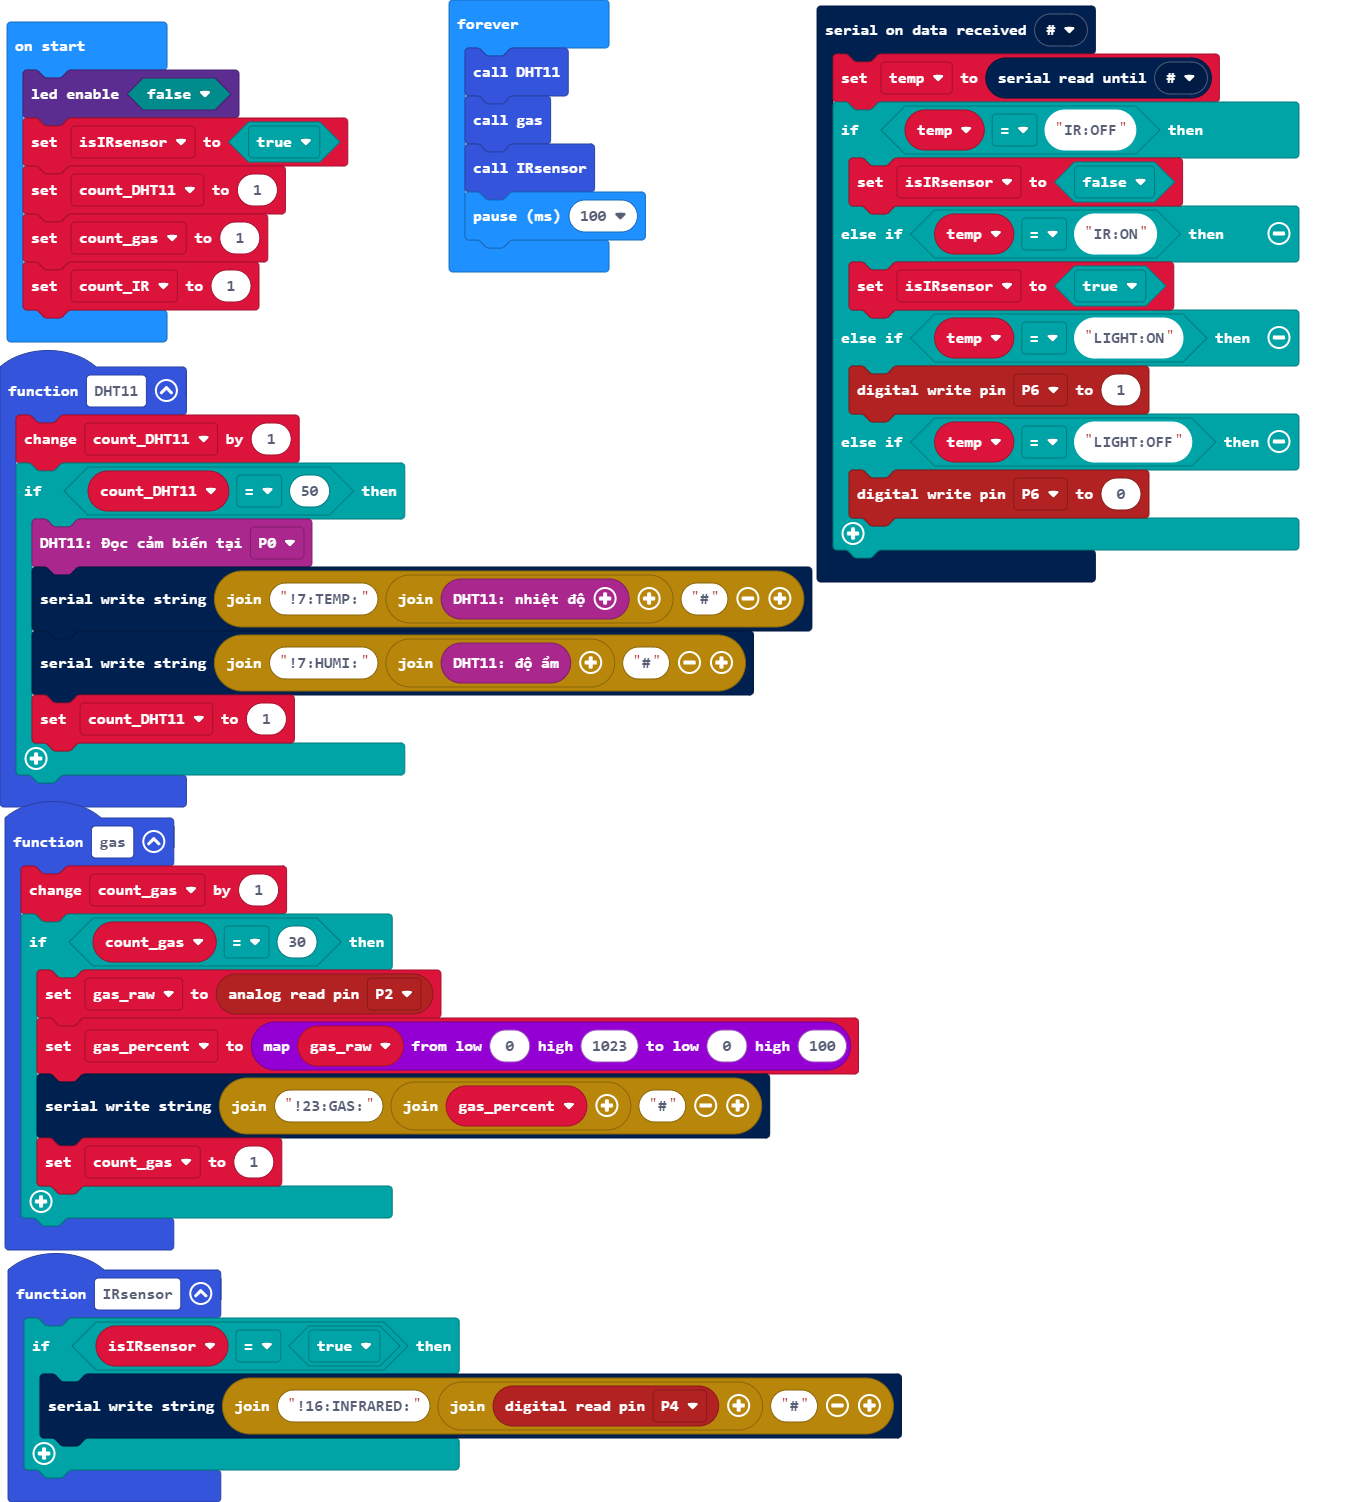 on start
led enable false
set isIRsensor to true
set count_DHT11 to 1
set count_gas to 1
set count_IR to 1
forever
call DHT11
call gas
call IRsensor
pause (ms) 100
serial on data received #
set temp to serial read until #
if temp = "IR:OFF" then
set isIRsensor to false
else if temp = "IR:ON" then
set isIRsensor to true
else if temp = "LIGHT:ON" then
digital write pin P6 to 1
else if temp = "LIGHT:OFF" then
digital write pin P6 to 0
function DHT11
change count_DHT11 by 1
if count_DHT11 = 50 then
DHT11: Đọc cảm biến tại P0
serial write string join "!7:TEMP:" join DHT11: nhiệt độ "#"
serial write string join "!7:HUMI:" join DHT11: độ ẩm "#"
set count_DHT11 to 1
function gas
change count_gas by 1
if count_gas = 30 then
set gas_raw to analog read pin P2
set gas_percent to map gas_raw from low 0 high 1023 to low 0 high 100
serial write string join "!23:GAS:" join gas_percent "#"
set count_gas to 1
function IRsensor
if isIRsensor = true then
serial write string join "!16:INFRARED:" join digital read pin P4 "#"